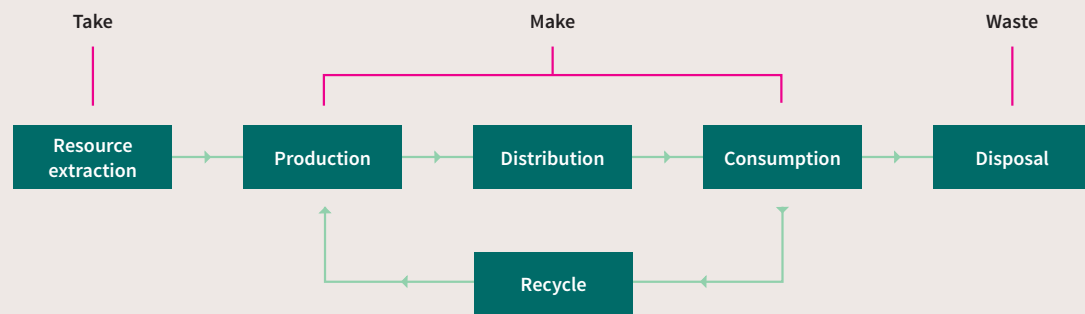 Take
Make
Waste
Resource
extraction
Production
Distribution
Consumption
Disposal
Recycle